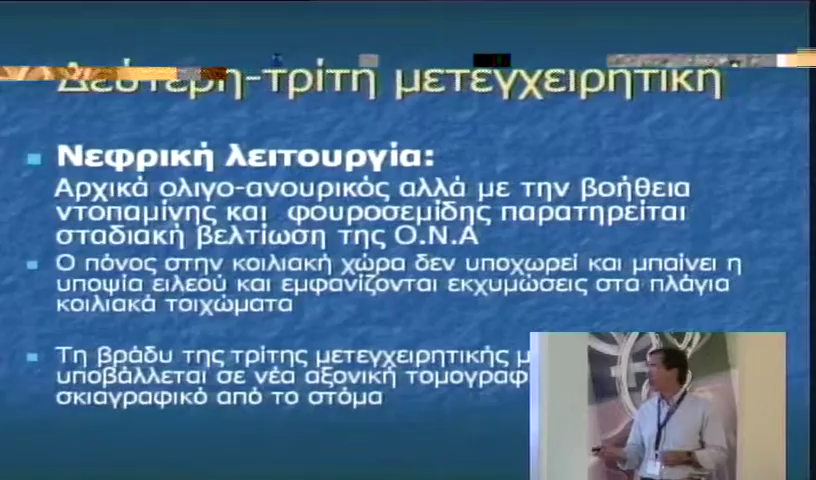 Δεύτερη-τρίτη μετεγχειρητική
Νεφρική λειτουργία:
Αρχικά ολιγο-ανουρικός αλλά με την βοήθεια
ντοπαμίνης και φουροσεμίδης παρατηρείται
σταδιακή βελτίωση της Ο.Ν.Α
Ο πόνος στην κοιλιακή χώρα δεν υποχωρεί και μπαίνει η
υποψία ειλεού και εμφανίζονται εκχυμώσεις στα πλάγια
κοιλιακά τοιχώματα
Τη βράδυ της τρίτης μετεγχειρητικής
υποβάλλεται σε νέα αξονική
σκιαγραφικό από το στόμα